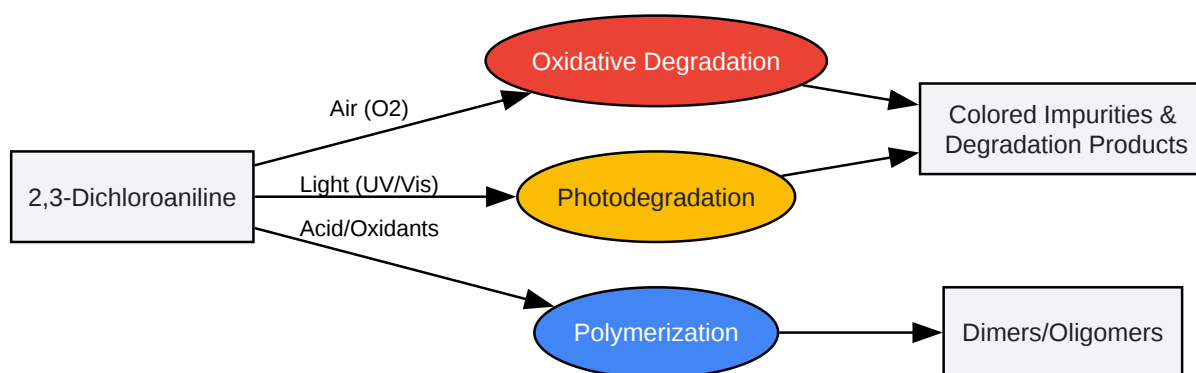 Oxidative Degradation
Air (O2)
Colored Impurities &
Degradation Products
2,3-Dichloroaniline
Light (UV/Vis)
Photodegradation
Acid/Oxidants
Polymerization
Dimers/Oligomers